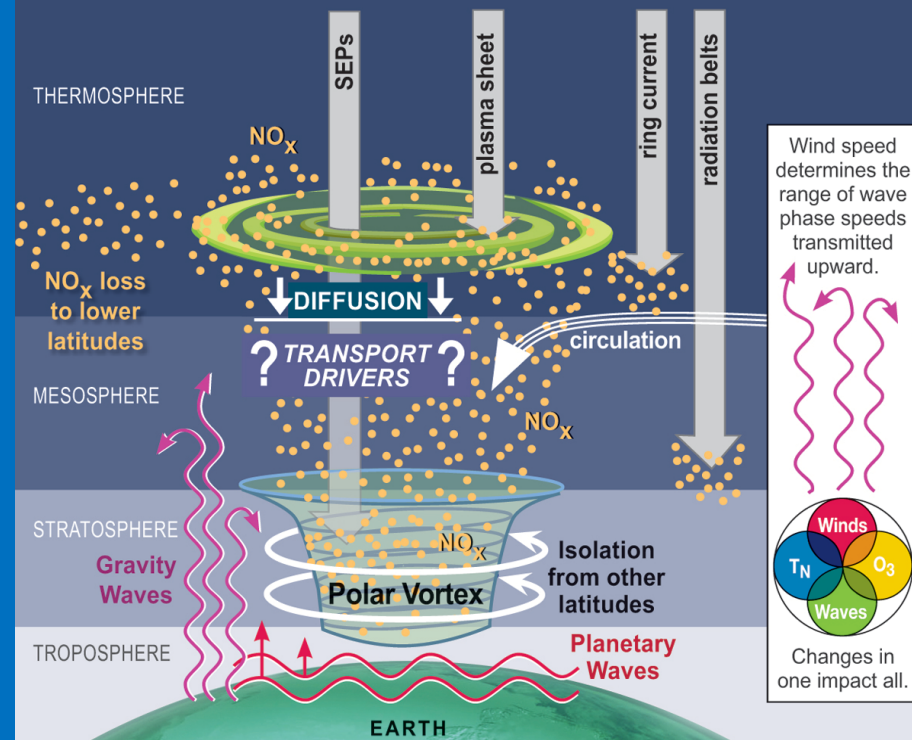 SEPs
plasma sheet
ring current
radiation belts
THERMOSPHERE
NOx
NOx loss
to lower
latitudes
DIFFUSION
? TRANSPORT ?
DRIVERS
circulation
MESOSPHERE
NOx
STRATOSPHERE
Gravity
Waves
NOx
Polar Vortex
Isolation
from other
latitudes
TROPOSPHERE
Planetary
Waves
EARTH
Wind speed
determines the
range of wave
phase speeds
transmitted
upward.
Winds
TN
O3
Waves
Changes in
one impact all.